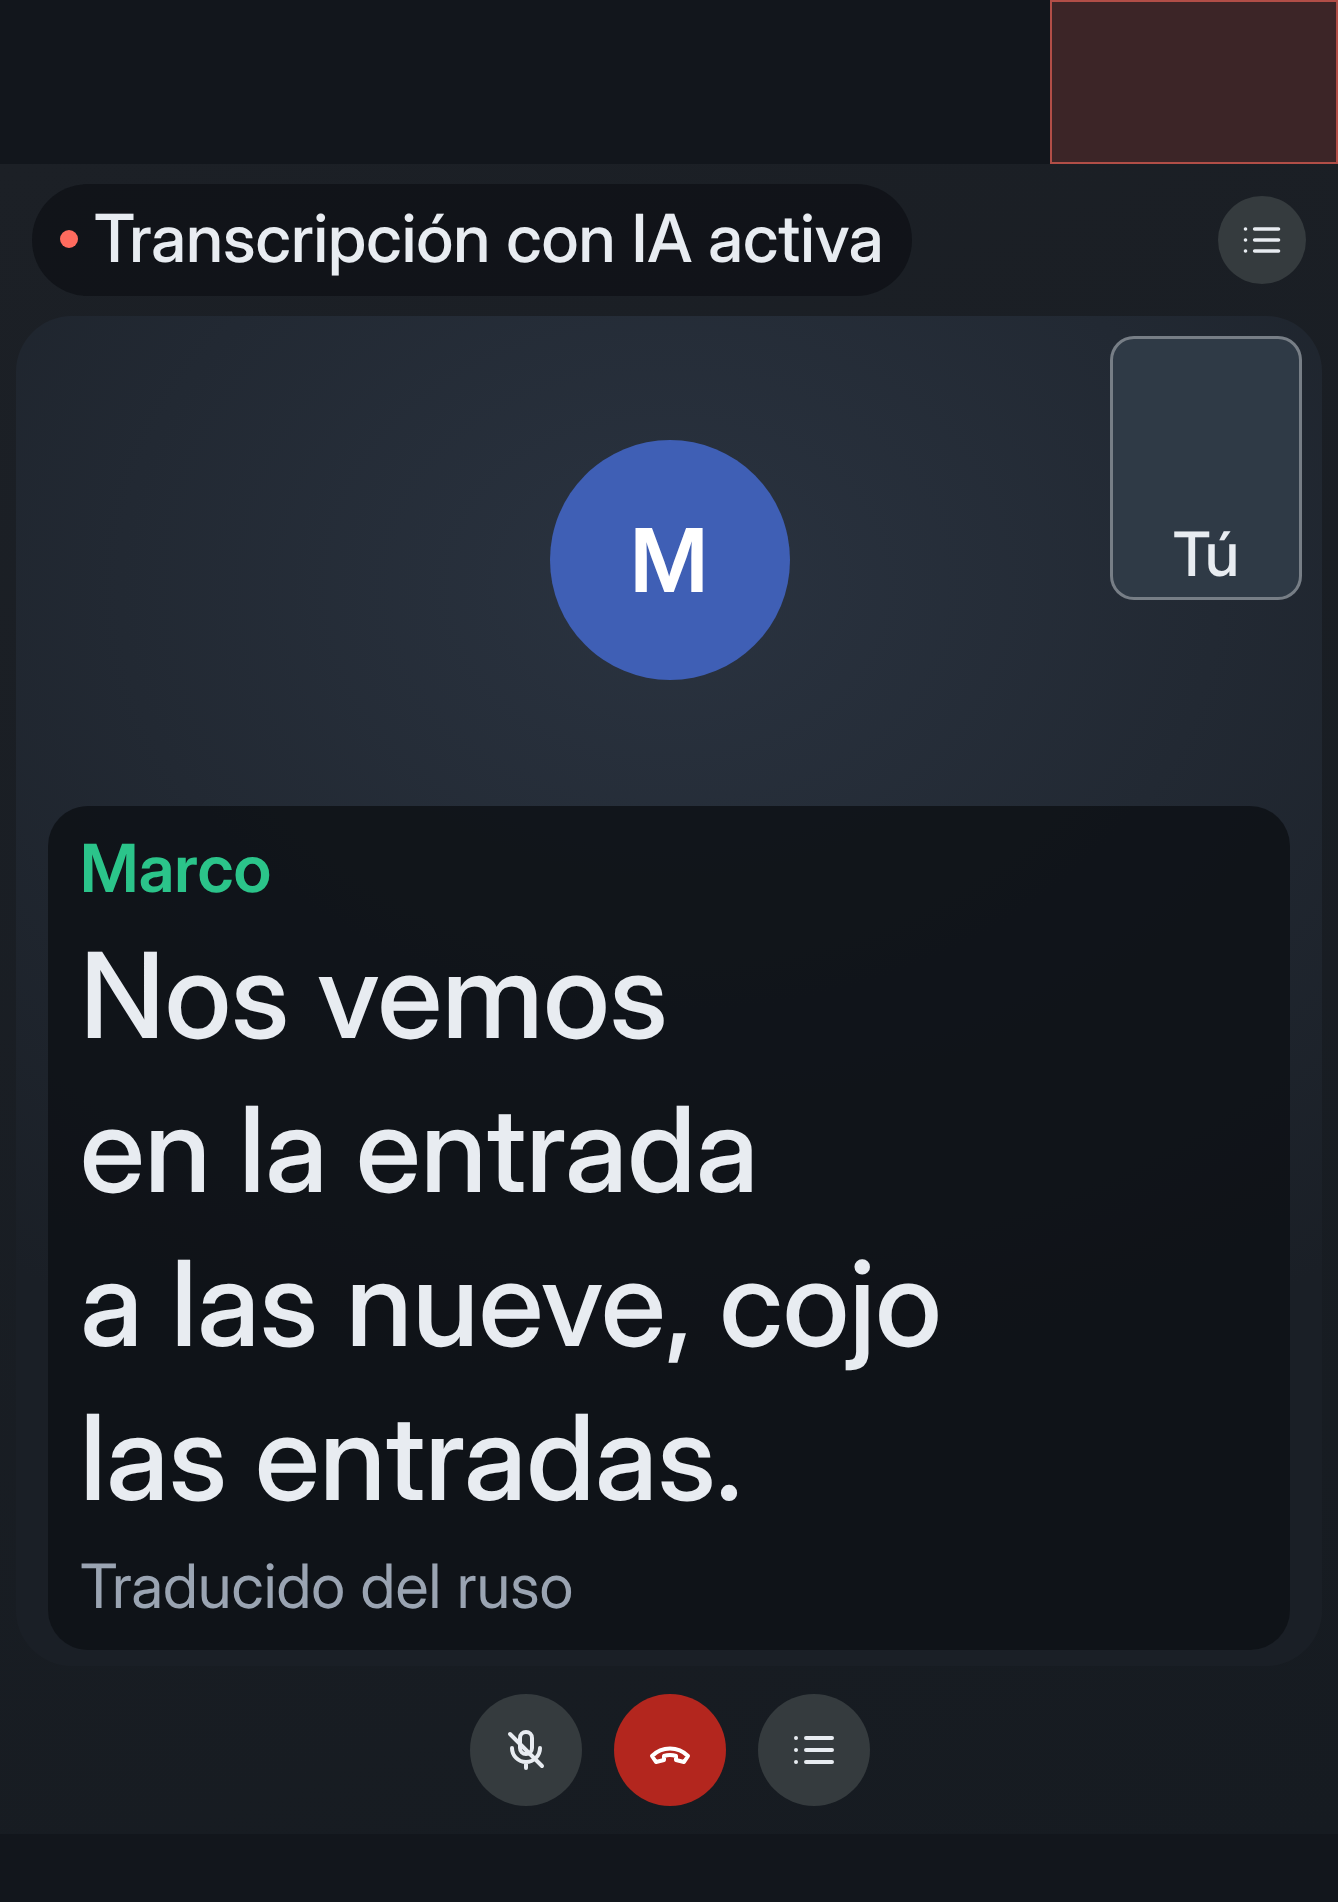 Transcripción con IA activa
M
Tú
Marco
Nos vemos
en la entrada
a las nueve, cojo
las entradas.
Traducido del ruso